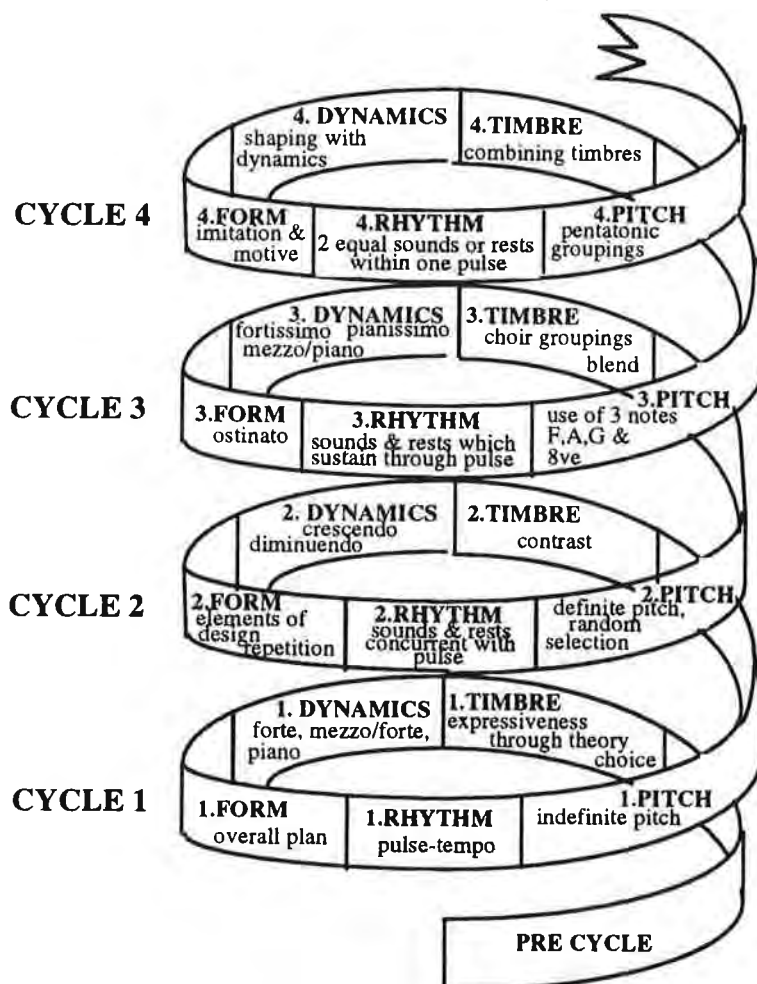 4. DYNAMICS
shaping with
dynamics
4.TIMBRE
combining timbres
CYCLE 4
4.FORM
imitation &
motive
4.RHYTHM
2 equal sounds or rests
within one pulse
4.PITCH
pentatonic
groupings
3. DYNAMICS
fortissimo pianissimo
mezzo/piano
3.TIMBRE
choir groupings
blend
CYCLE 3
3.FORM
ostinato
3.RHYTHM
sounds & rests which
sustain through pulse
3.PITCH
use of 3 notes
F,A,G &
8ve
2. DYNAMICS
crescendo
diminuendo
2.TIMBRE
contrast
CYCLE 2
2.FORM
elements of
design
repetition
2.RHYTHM
sounds & rests
concurrent with
pulse
2.PITCH
definite pitch,
random
selection
1. DYNAMICS
forte, mezzo/forte,
piano
1.TIMBRE
expressiveness
through theory
choice
CYCLE 1
1.FORM
overall plan
1.RHYTHM
pulse-tempo
1.PITCH
indefinite pitch
PRE CYCLE